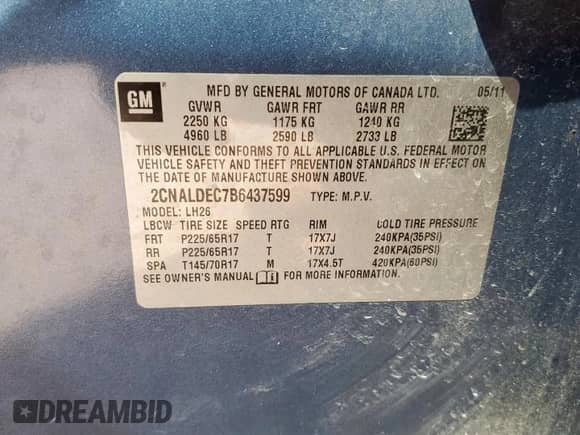 GM
MFD BY GENERAL MOTORS OF CANADA LTD. 05/11
GVWR GAWR FRT GAWR RR
2250 KG 1175 KG 1240 KG
4960 LB 2590 LB 2733 LB
THIS VEHICLE CONFORMS TO ALL APPLICABLE U.S. FEDERAL MOTOR
VEHICLE SAFETY AND THEFT PREVENTION STANDARDS IN EFFECT ON
THE DATE OF MANUFACTURE SHOWN ABOVE.
2CNALDEC7B6437599 TYPE: M.P.V.
MODEL: LH26
LBCW TIRE SIZE SPEED RTG RIM COLD TIRE PRESSURE
FRT P225/65R17 T 17X7J 240KPA(35PSI)
RR P225/65R17 T 17X7J 240KPA(35PSI)
SPA T145/70R17 M 17X4.5T 420KPA(60PSI)
SEE OWNER'S MANUAL FOR MORE INFORMATION.
DREAMBID